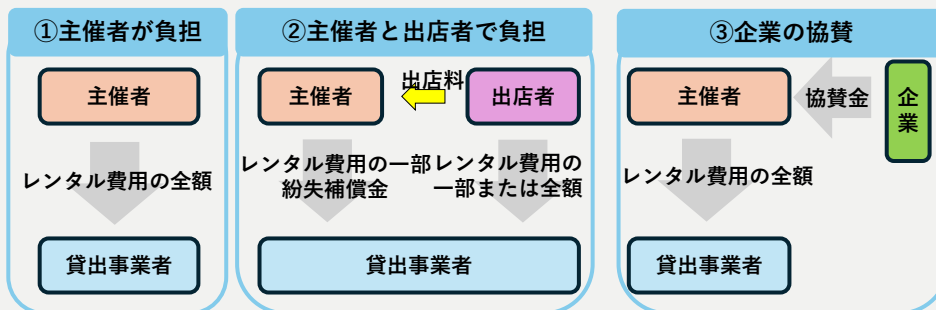 ①主催者が負担
主催者
レンタル費用の全額
貸出事業者
②主催者と出店者で負担
主催者
出店料
出店者
レンタル費用の一部
紛失補償金
レンタル費用の
一部または全額
貸出事業者
③企業の協賛
主催者
協賛金
企業
レンタル費用の全額
貸出事業者